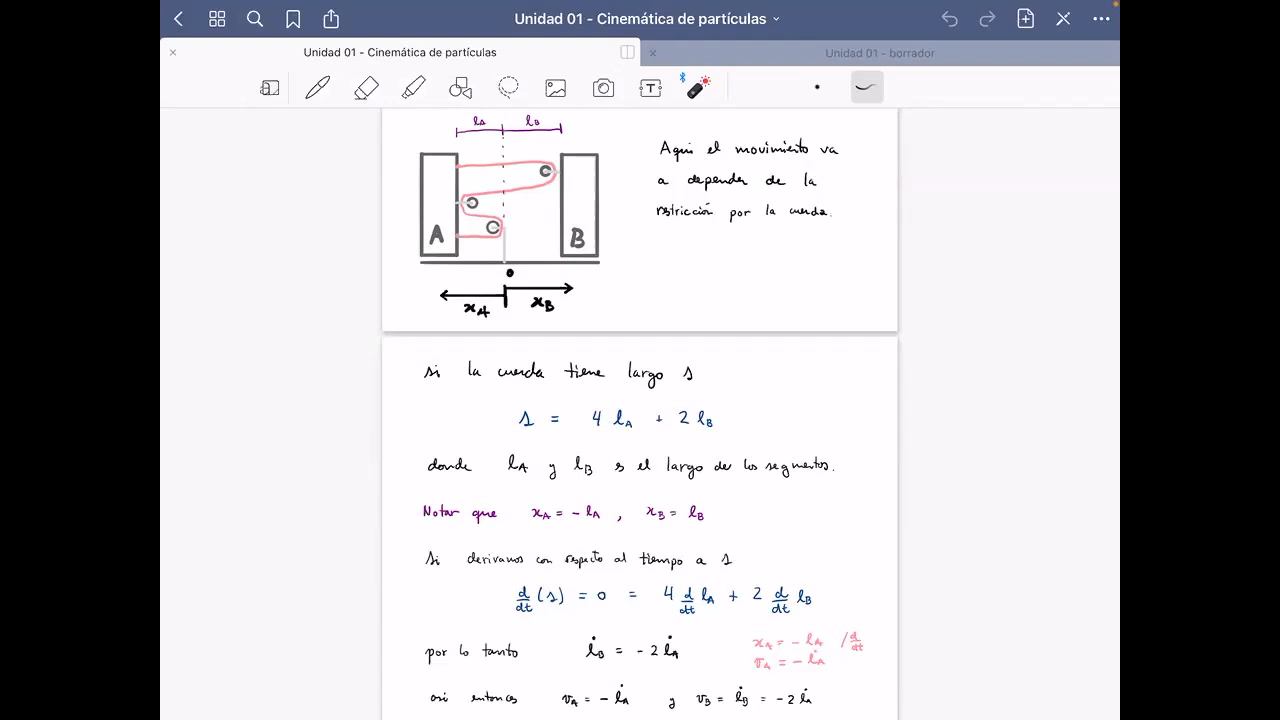 Unidad 01 - Cinemática de partículas
Unidad 01 - Cinemática de partículas
Unidad 01 - borrador
T
lA lB
A B
0
xA xB
Aqui el movimiento va
a depender de la
restricción por la cuerda.
si la cuerda tiene largo s
s = 4 lA + 2 lB
donde lA y lB es el largo de los segmentos.
Notar que xA = - lA , xB = lB
Si derivamos con respecto al tiempo a s
d/dt (s) = 0 = 4 d/dt lA + 2 d/dt lB
por lo tanto l̇B = - 2 l̇A
xA = - lA / d/dt
vA = - l̇A
asi entonces vA = - l̇A y vB = l̇B = - 2 l̇A